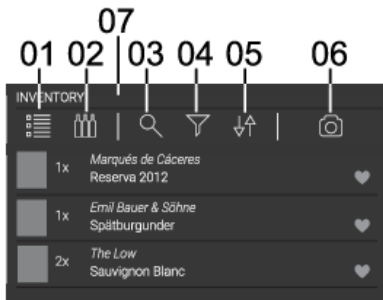 07
01 02 03 04 05 06
INVENTORY
1x Marqués de Cáceres
Reserva 2012
1x Emil Bauer & Söhne
Spätburgunder
2x The Low
Sauvignon Blanc